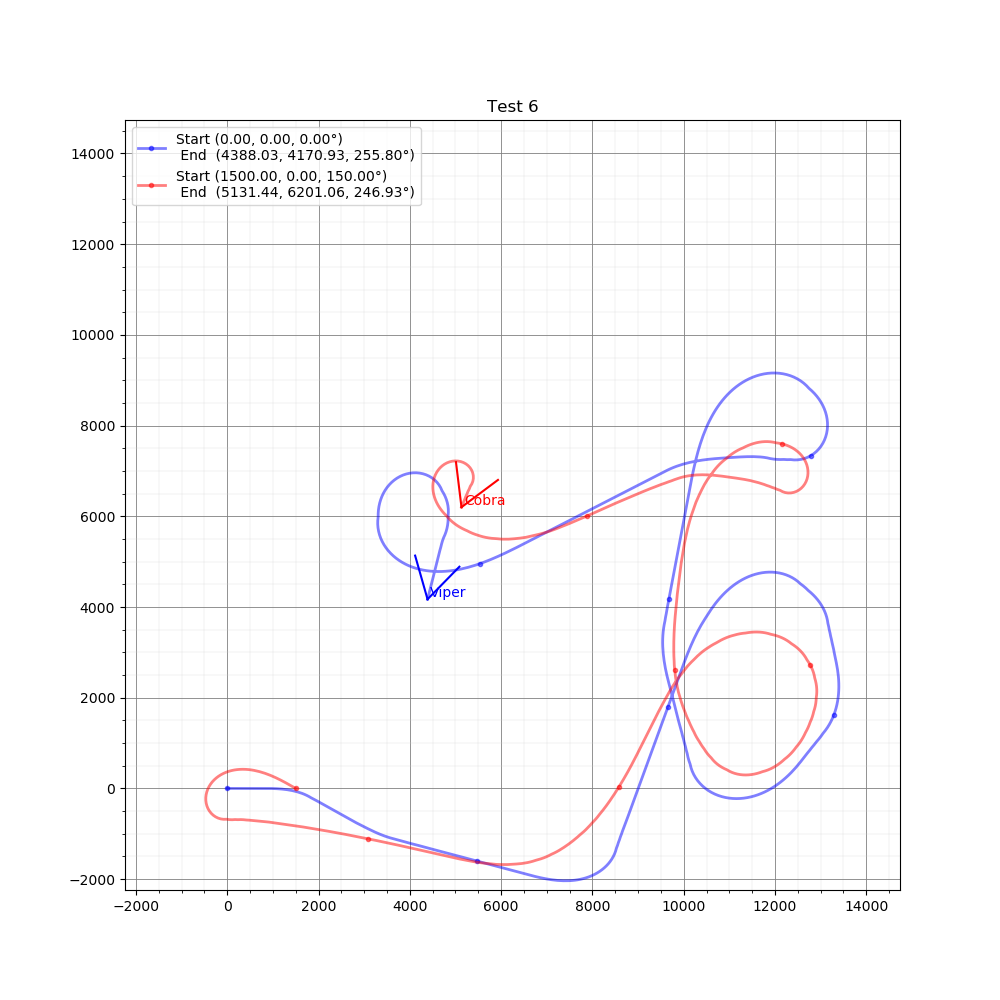 Test 6
Start (0.00, 0.00, 0.00°)
End (4388.03, 4170.93, 255.80°)
Start (1500.00, 0.00, 150.00°)
End (5131.44, 6201.06, 246.93°)
14000
12000
10000
8000
6000
4000
2000
0
−2000
Cobra
Viper
−2000 0 2000 4000 6000 8000 10000 12000 14000